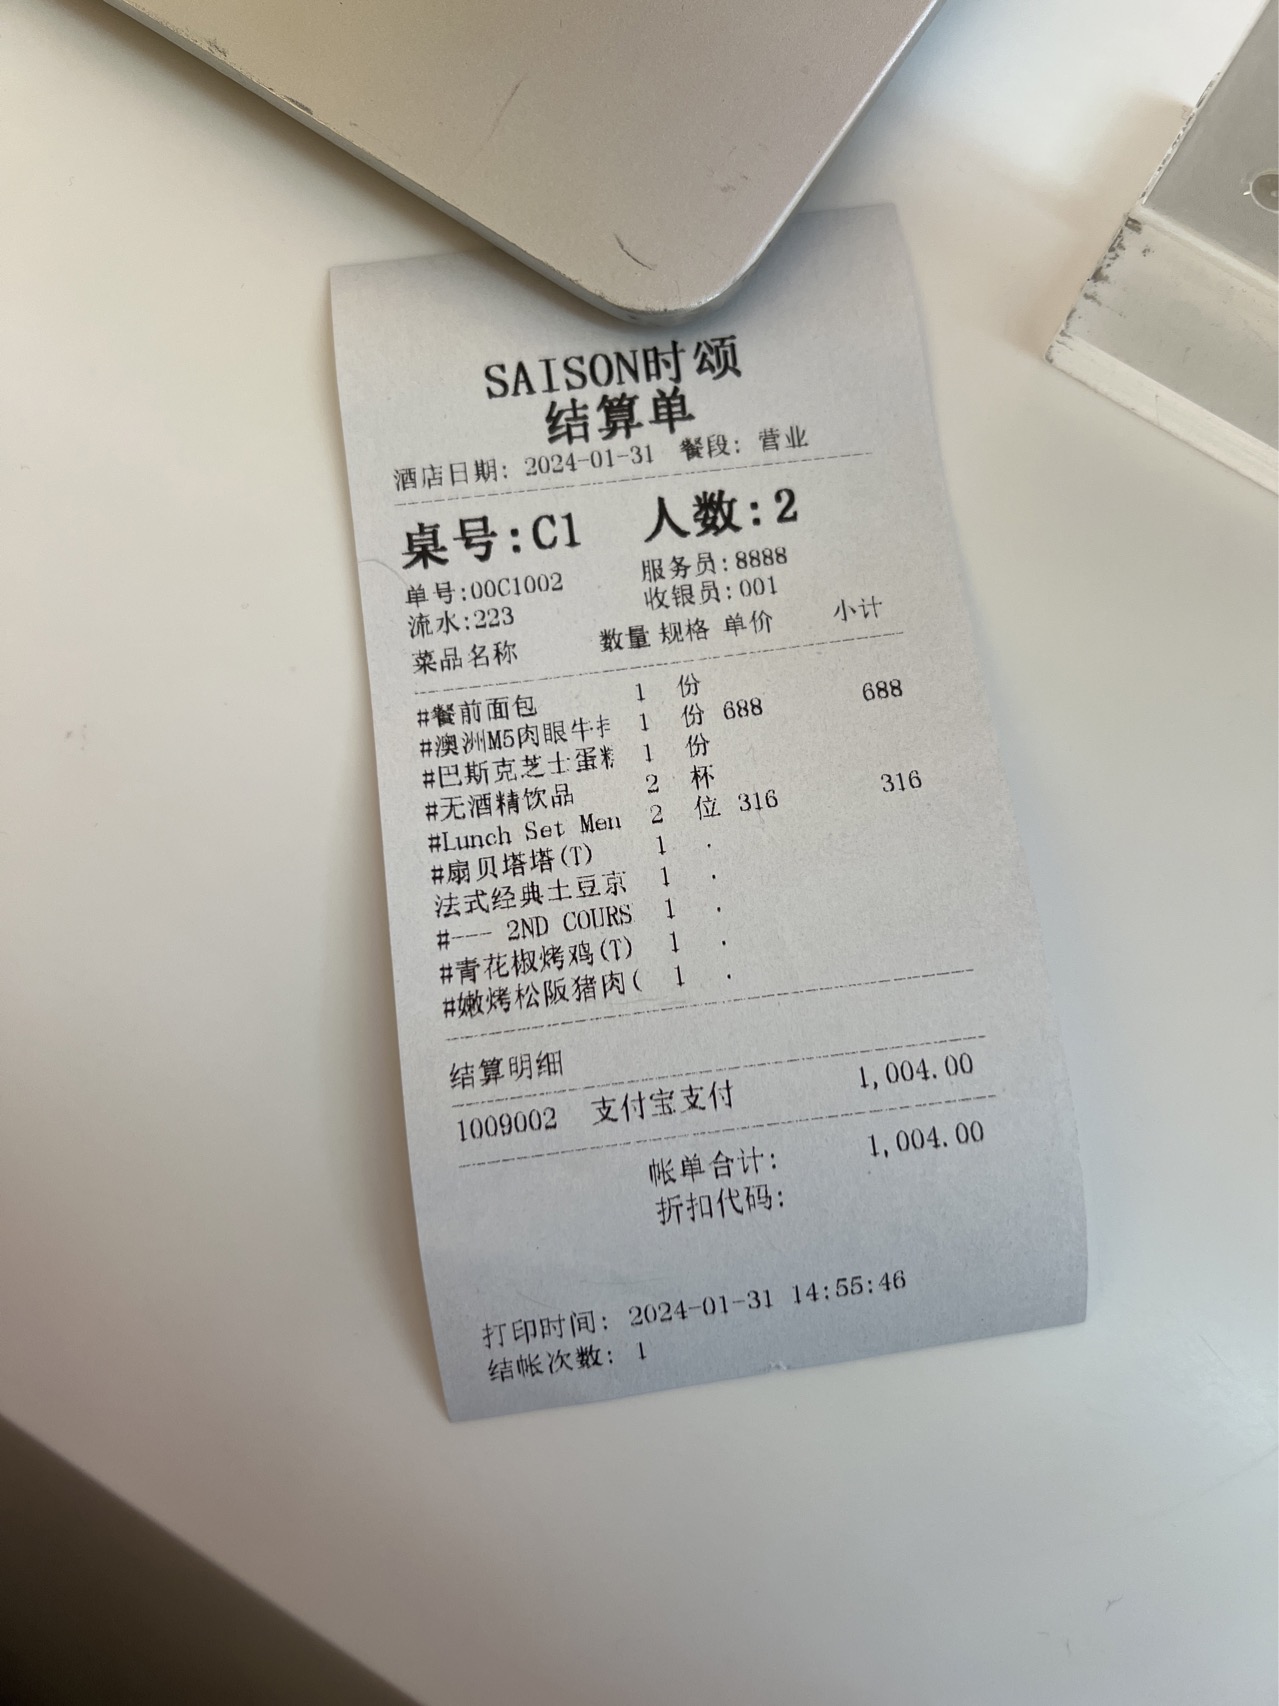 SAISON时颂
结算单
酒店日期: 2024-01-31 餐段: 营业
桌号:C1 人数:2
单号:00C1002 服务员:8888
流水:223 收银员:001
菜品名称 数量 规格 单价 小计
#餐前面包 1 份
#澳洲M5肉眼牛 1 份 688 688
#巴斯克芝士蛋 1 份
#无酒精饮品 2 杯
#Lunch Set Men 2 位 316 316
#扇贝塔塔(T) 1 .
法式经典土豆京 1 .
#--- 2ND COURS 1 .
#青花椒烤鸡(T) 1 .
#嫩烤松阪猪肉( 1 .
结算明细
1009002 支付宝支付 1,004.00
帐单合计: 1,004.00
折扣代码:
打印时间: 2024-01-31 14:55:46
结帐次数: 1